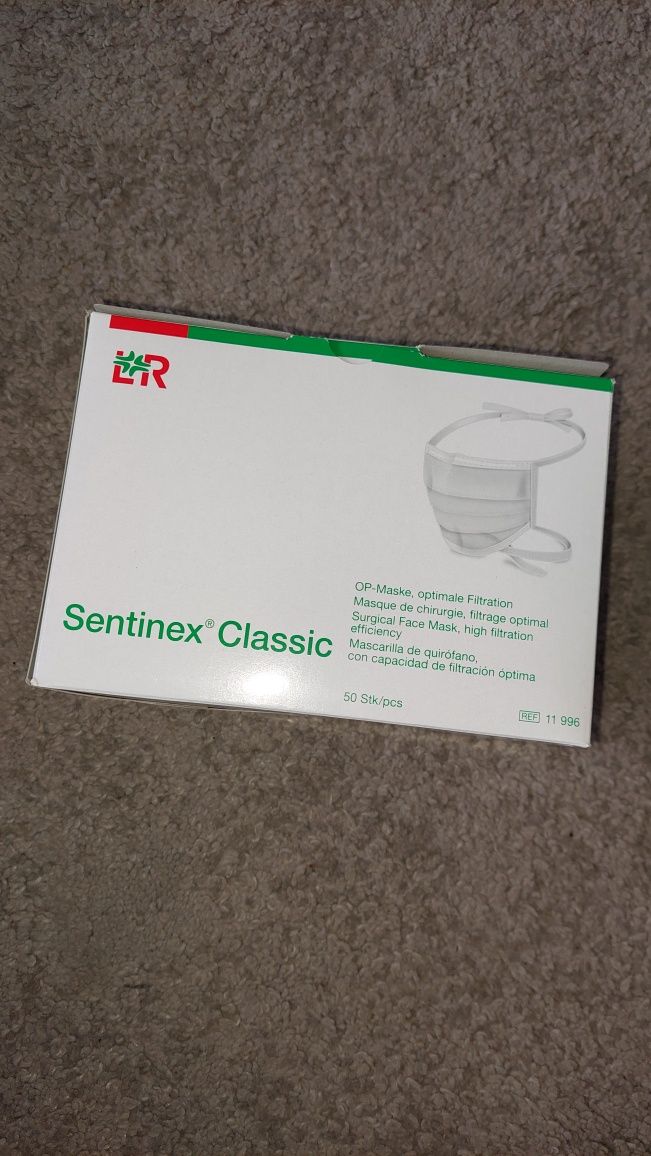 L&R
OP-Maske, optimale Filtration
Masque de chirurgie, filtrage optimal
Surgical Face Mask, high filtration
efficiency
Mascarilla de quirófano,
con capacidad de filtración óptima
Sentinex® Classic
50 Stk/pcs
REF 11 996